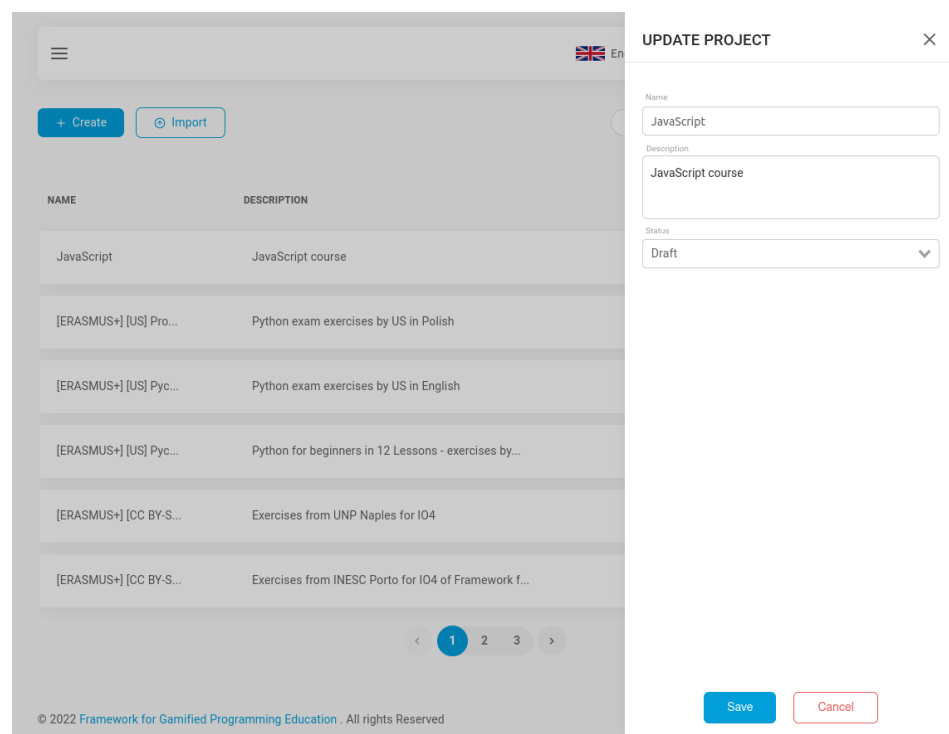 UPDATE PROJECT
Name
JavaScript
Description
JavaScript course
Status
Draft
Save Cancel
+ Create Import
NAME DESCRIPTION
JavaScript JavaScript course
[ERASMUS+] [US] Pro... Python exam exercises by US in Polish
[ERASMUS+] [US] Pyc... Python exam exercises by US in English
[ERASMUS+] [US] Pyc... Python for beginners in 12 Lessons - exercises by...
[ERASMUS+] [CC BY-S... Exercises from UNP Naples for IO4
[ERASMUS+] [CC BY-S... Exercises from INESC Porto for IO4 of Framework f...
1 2 3
© 2022 Framework for Gamified Programming Education . All rights Reserved